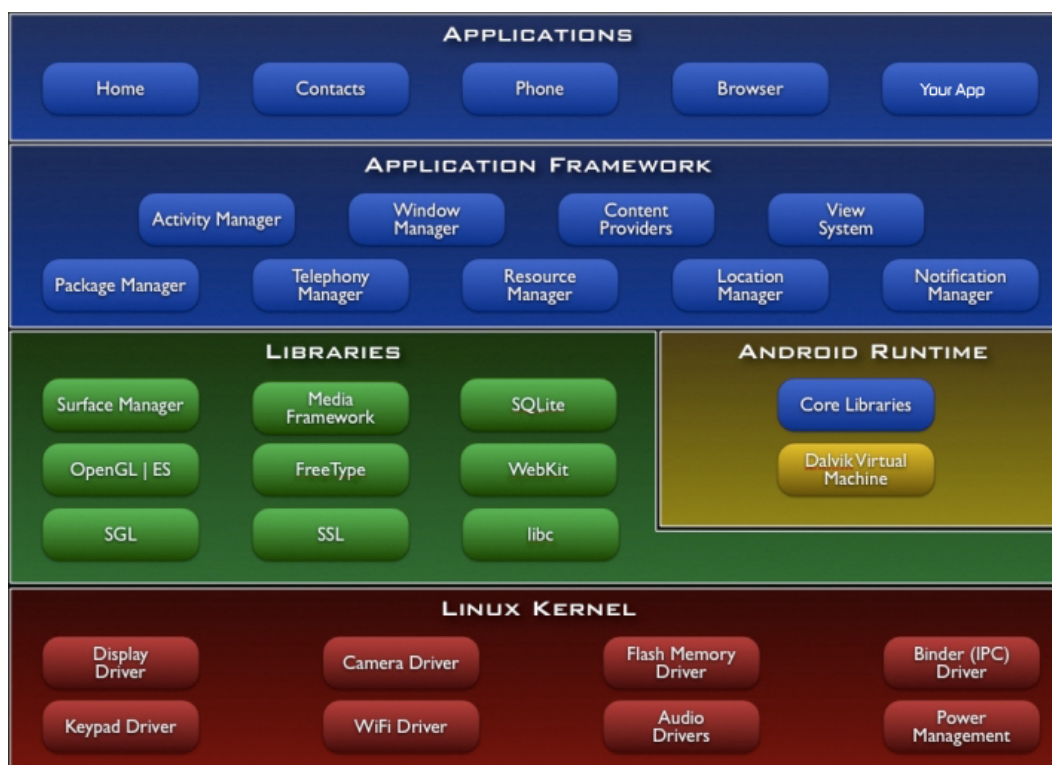 APPLICATIONS
Home
Contacts
Phone
Browser
Your App
APPLICATION FRAMEWORK
Activity Manager
Window
Manager
Content
Providers
View
System
Package Manager
Telephony
Manager
Resource
Manager
Location
Manager
Notification
Manager
LIBRARIES
Surface Manager
Media
Framework
SQLite
OpenGL | ES
FreeType
WebKit
SGL
SSL
libc
ANDROID RUNTIME
Core Libraries
Dalvik Virtual
Machine
LINUX KERNEL
Display
Driver
Camera Driver
Flash Memory
Driver
Binder (IPC)
Driver
Keypad Driver
WiFi Driver
Audio
Drivers
Power
Management